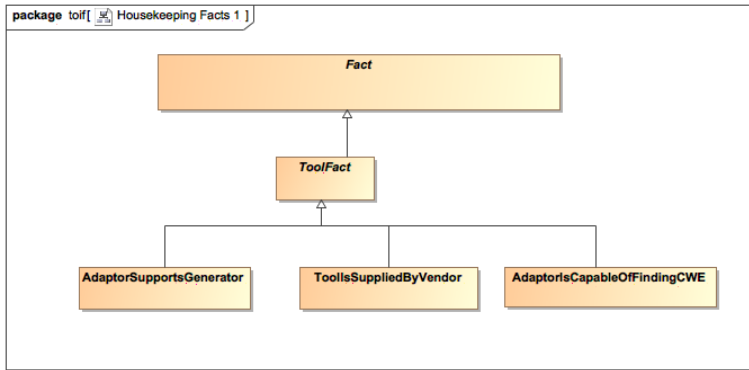 package toif[ Housekeeping Facts 1 ]
Fact
ToolFact
AdaptorSupportsGenerator
ToolIsSuppliedByVendor
AdaptorIsCapableOfFindingCWE